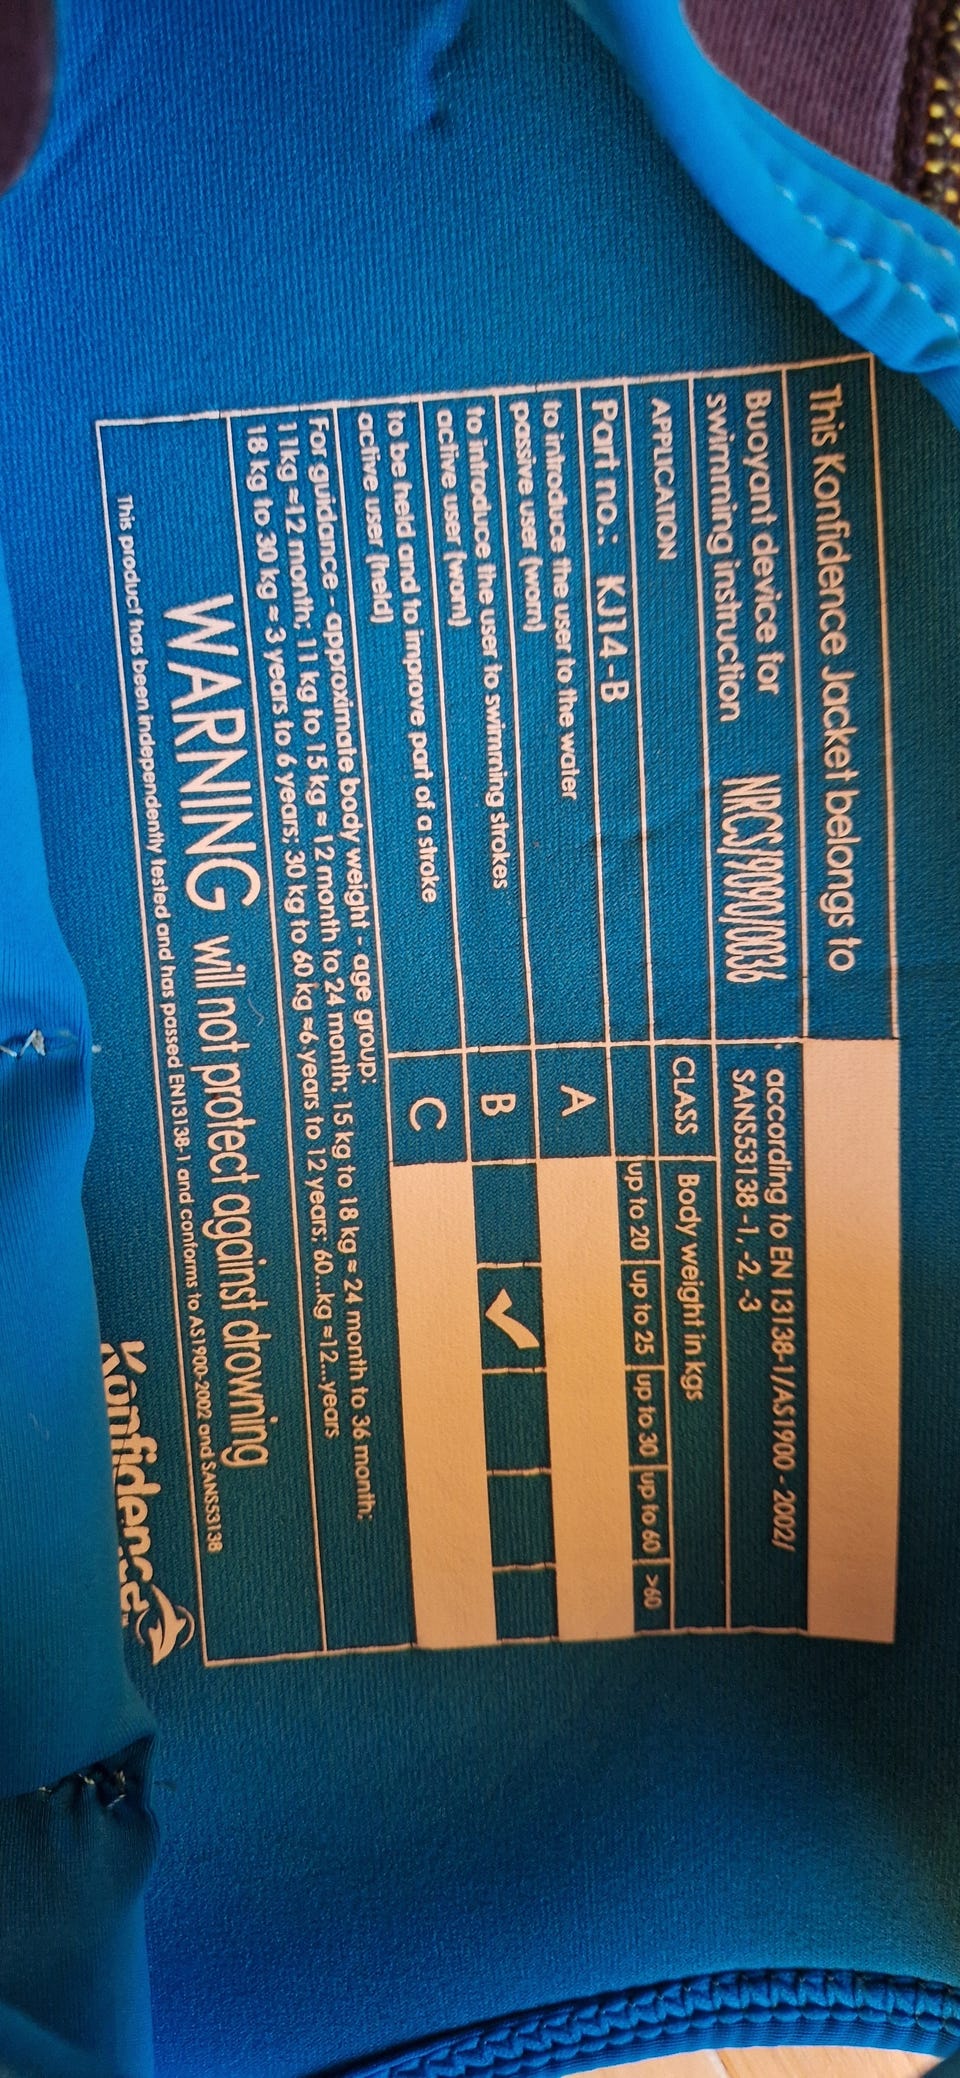 This Konfidence Jacket belongs to
Buoyant device for
swimming instruction NRCS/9090/0036
according to EN 13138-1/AS1900 - 2002/
SANS53138 -1, -2, -3
APPLICATION CLASS Body weight in kgs
Part no.: KJ14-B up to 20 up to 25 up to 30 up to 60 >60
to introduce the user to the water
passive user (worn) A
to introduce the user to swimming strokes
active user (worn) B ✓
to be held and to improve part of a stroke
active user (held) C
For guidance - approximate body weight - age group:
11kg ≈12 month; 11 kg to 15 kg ≈ 12 month to 24 month; 15 kg to 18 kg ≈ 24 month to 36 month;
18 kg to 30 kg ≈ 3 years to 6 years; 30 kg to 60 kg ≈6 years to 12 years; 60...kg ≈12...years
WARNING will not protect against drowning
This product has been independently tested and has passed EN13138-1 and conforms to AS1900-2002 and SANS53138
Konfidence™